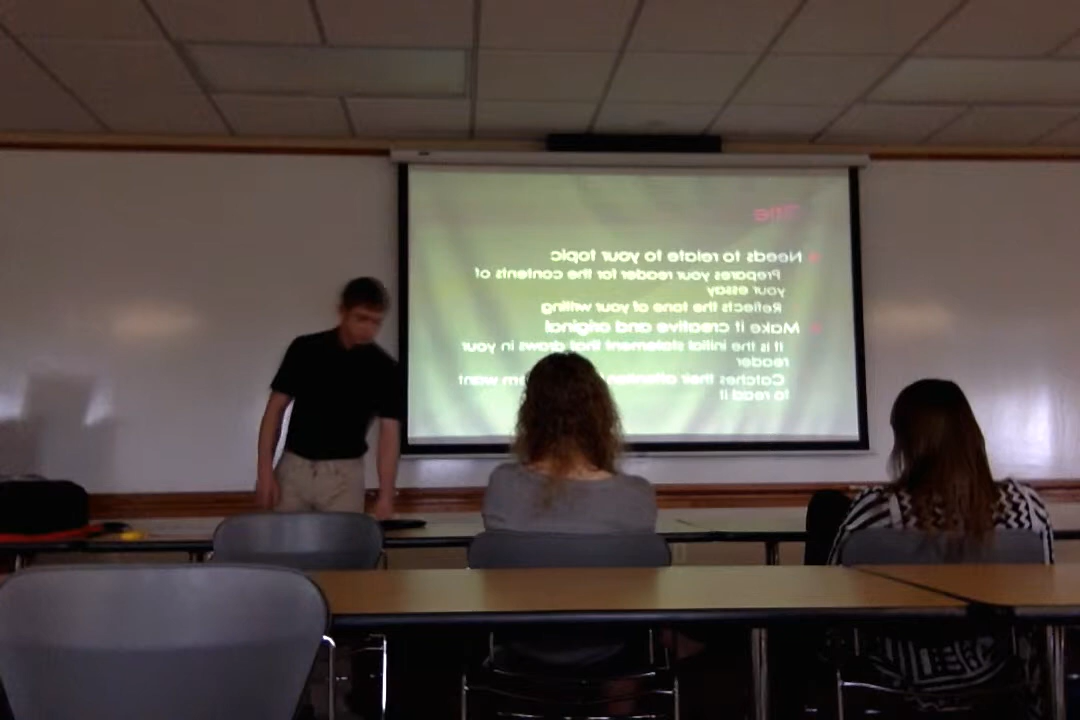 Title
Needs to relate to your topic
Prepares your reader for the contents of
your essay
Reflects the tone of your writing
Make it creative and original
It is the initial statement that draws in your
reader
Catches their attention want
to read it